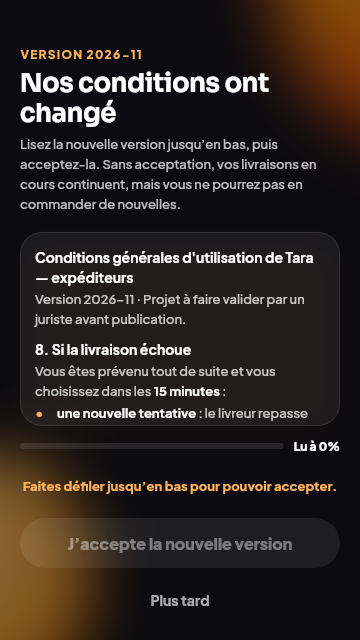 VERSION 2026-11
Nos conditions ont
changé
Lisez la nouvelle version jusqu'en bas, puis
acceptez-la. Sans acceptation, vos livraisons en
cours continuent, mais vous ne pourrez pas en
commander de nouvelles.
Conditions générales d'utilisation de Tara
— expéditeurs
Version 2026-11 · Projet à faire valider par un
juriste avant publication.
8. Si la livraison échoue
Vous êtes prévenu tout de suite et vous
choisissez dans les 15 minutes :
• une nouvelle tentative : le livreur repasse
Lu à 0%
Faites défiler jusqu'en bas pour pouvoir accepter.
J'accepte la nouvelle version
Plus tard